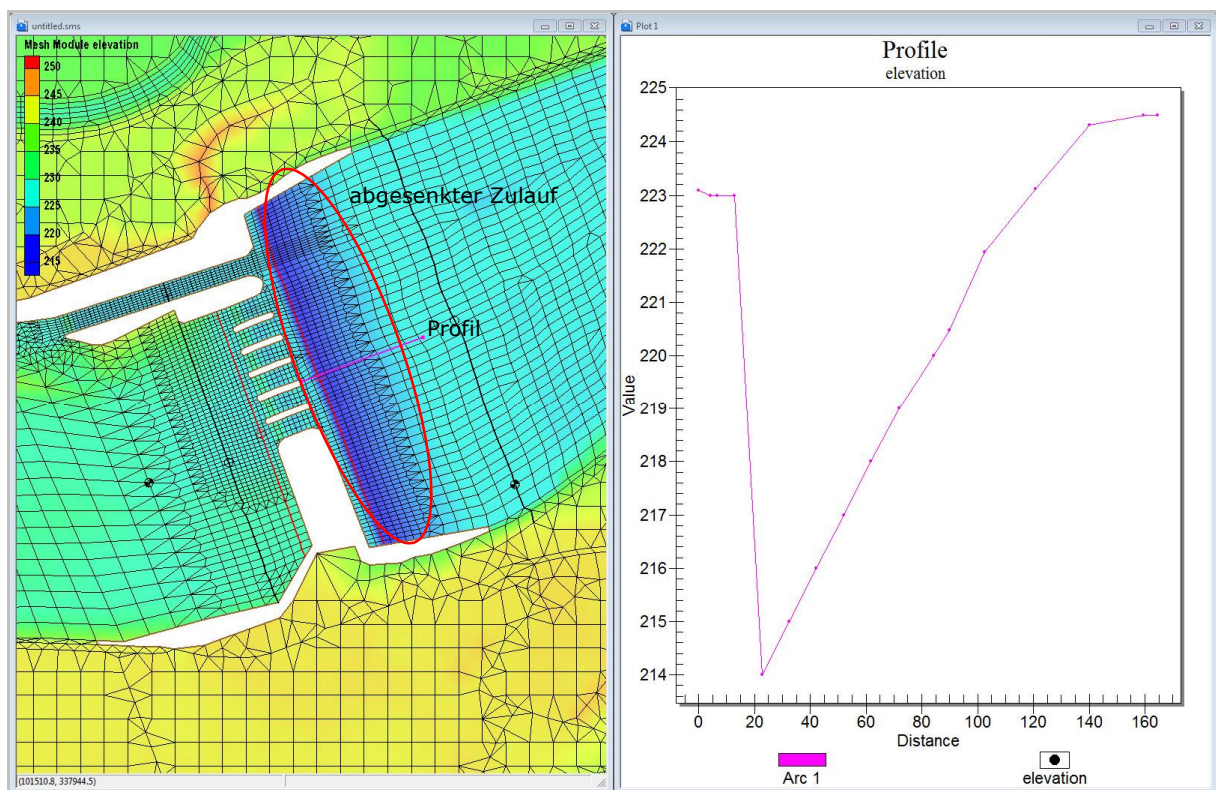 untitled.sms
Mesh Module elevation
250
245
240
235
230
225
220
215
abgesenkter Zulauf
Profil
(101510.8, 337944.5)
Plot 1
Profile
elevation
225
224
223
222
221
220
219
218
217
216
215
214
Value
0 20 40 60 80 100 120 140 160
Distance
Arc 1
elevation